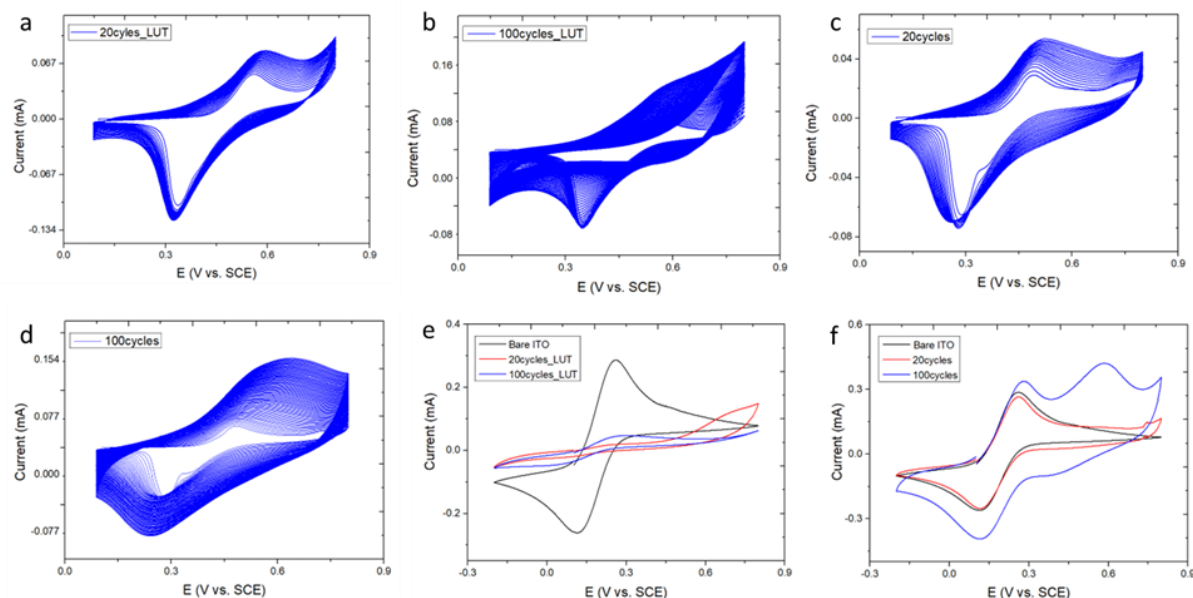 a
20cyles_LUT
Current (mA)
0.067
0.000
-0.067
-0.134
0.0
0.3
0.6
0.9
E (V vs. SCE)
b
100cycles_LUT
Current (mA)
0.16
0.08
0.00
-0.08
0.0
0.3
0.6
0.9
E (V vs. SCE)
c
20cycles
Current (mA)
0.04
0.00
-0.04
-0.08
0.0
0.3
0.6
0.9
E (V vs. SCE)
d
100cycles
Current (mA)
0.154
0.077
0.000
-0.077
0.0
0.3
0.6
0.9
E (V vs. SCE)
e
Bare ITO
20cycles_LUT
100cycles_LUT
Current (mA)
0.4
0.2
0.0
-0.2
-0.3
0.0
0.3
0.6
0.9
E (V vs. SCE)
f
Bare ITO
20cycles
100cycles
Current (mA)
0.6
0.3
0.0
-0.3
-0.3
0.0
0.3
0.6
0.9
E (V vs. SCE)